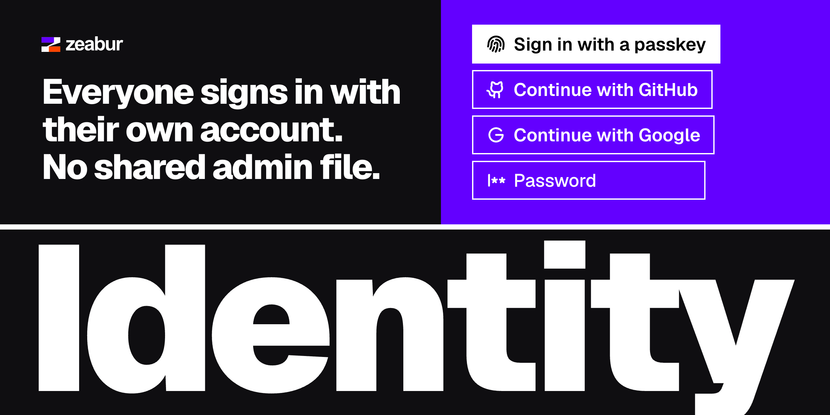 zeabur
Everyone signs in with
their own account.
No shared admin file.
Sign in with a passkey
Continue with GitHub
Continue with Google
Password
Identity